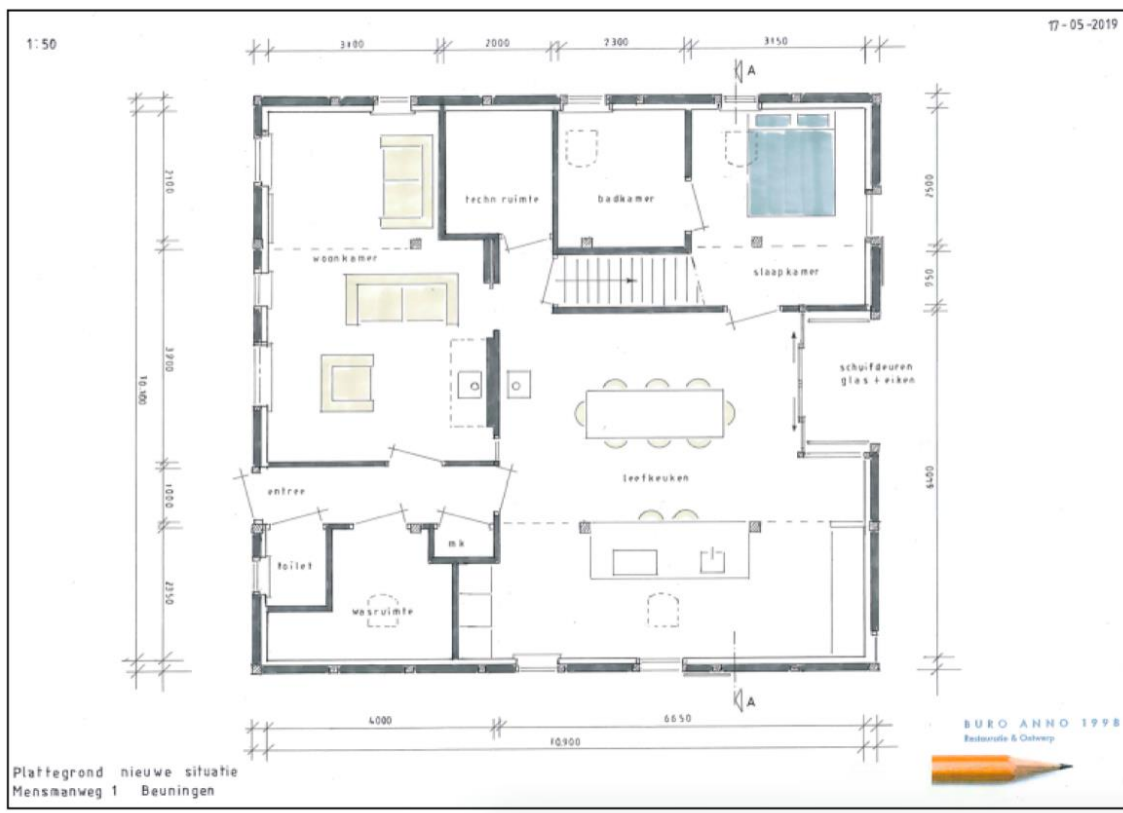 1:50
17-05-2019
3100 2000 2300 3150
A
techn ruimte
badkamer
woonkamer
slaapkamer
2100
2500
950
3900
10.100
schuifdeuren
glas + eiken
leefkeuken
6400
entree
1000
mk
toilet
wasruimte
2350
A
4000 6650
10.900
Plattegrond nieuwe situatie
Mensmanweg 1 Beuningen
BURO ANNO 1998
Restauratie & Ontwerp